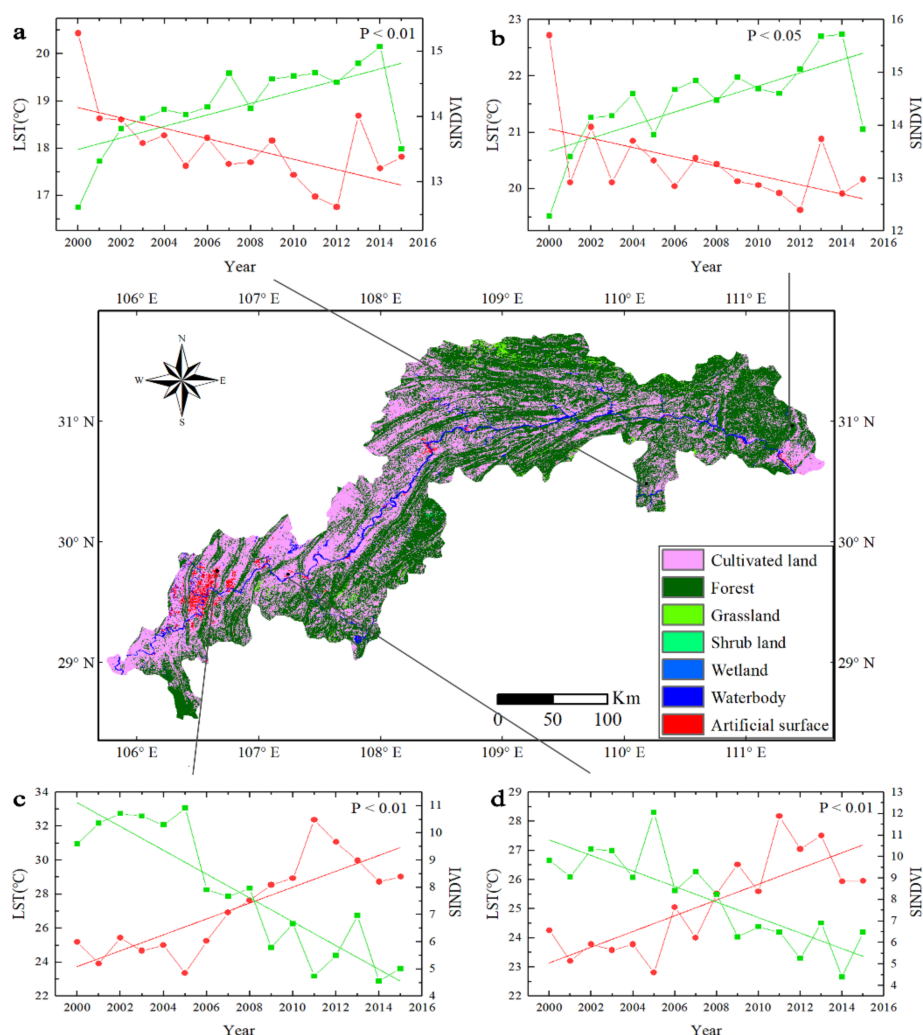 a
P < 0.01
LST(°C)
SINDVI
20
19
18
17
15
14
13
2000 2002 2004 2006 2008 2010 2012 2014 2016
Year
b
P < 0.05
LST(°C)
SINDVI
23
22
21
20
16
15
14
13
12
2000 2002 2004 2006 2008 2010 2012 2014 2016
Year
106° E 107° E 108° E 109° E 110° E 111° E
N
W E
S
31° N 31° N
30° N 30° N
29° N 29° N
Cultivated land
Forest
Grassland
Shrub land
Wetland
Waterbody
Artificial surface
Km
0 50 100
106° E 107° E 108° E 109° E 110° E 111° E
c
P < 0.01
LST(°C)
SINDVI
34
32
30
28
26
24
22
11
10
9
8
7
6
5
4
2000 2002 2004 2006 2008 2010 2012 2014 2016
Year
d
P < 0.01
LST(°C)
SINDVI
29
28
27
26
25
24
23
22
13
12
11
10
9
8
7
6
5
4
2000 2002 2004 2006 2008 2010 2012 2014 2016
Year